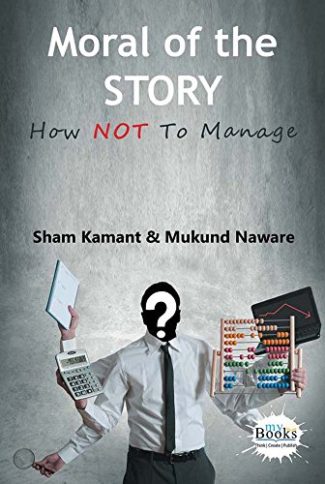 Moral of the
STORY
How NOT To Manage
Sham Kamant & Mukund Naware
?
my
Books
Think | Create | Publish